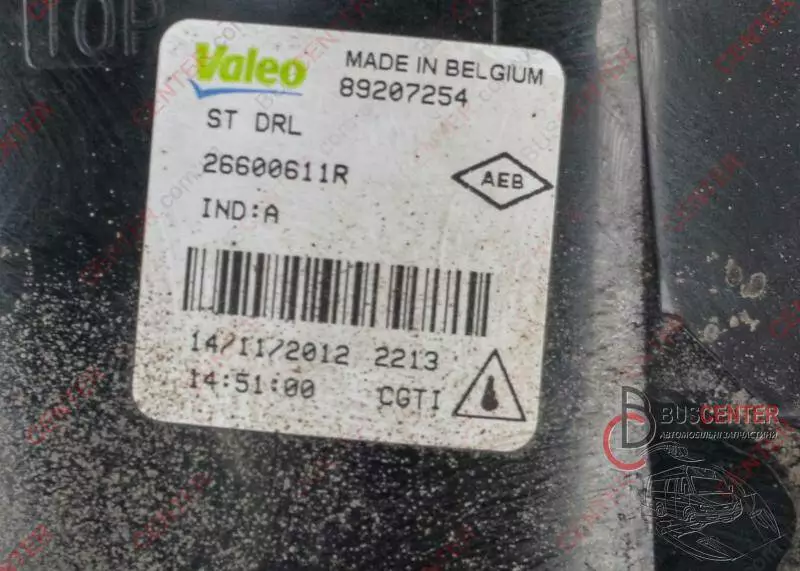 TOP
Valeo
MADE IN BELGIUM
89207254
ST DRL
26600611R
AEB
IND:A
14/11/2012 2213
14:51:00
CGTI
BUSCENTER
АВТОМОБІЛЬНІ ЗАПЧАСТИНИ